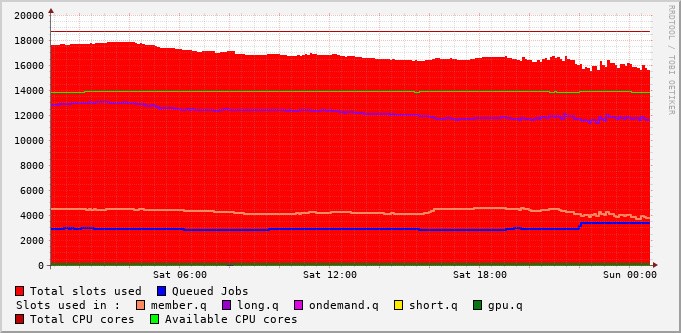 20000
18000
16000
14000
12000
10000
8000
6000
4000
2000
0
Sat 06:00 Sat 12:00 Sat 18:00 Sun 00:00
Total slots used Queued Jobs
Slots used in : member.q long.q ondemand.q short.q gpu.q
Total CPU cores Available CPU cores
RRDTOOL / TOBI OETIKER